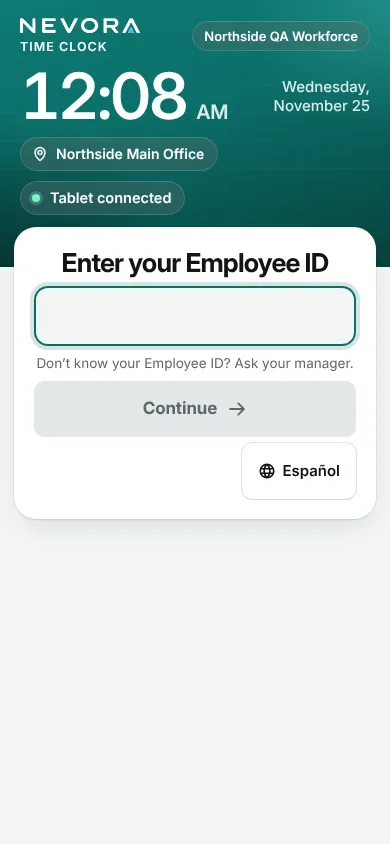 NEVORA
TIME CLOCK
Northside QA Workforce
12:08 AM
Wednesday,
November 25
Northside Main Office
Tablet connected
Enter your Employee ID
Don’t know your Employee ID? Ask your manager.
Continue
Español